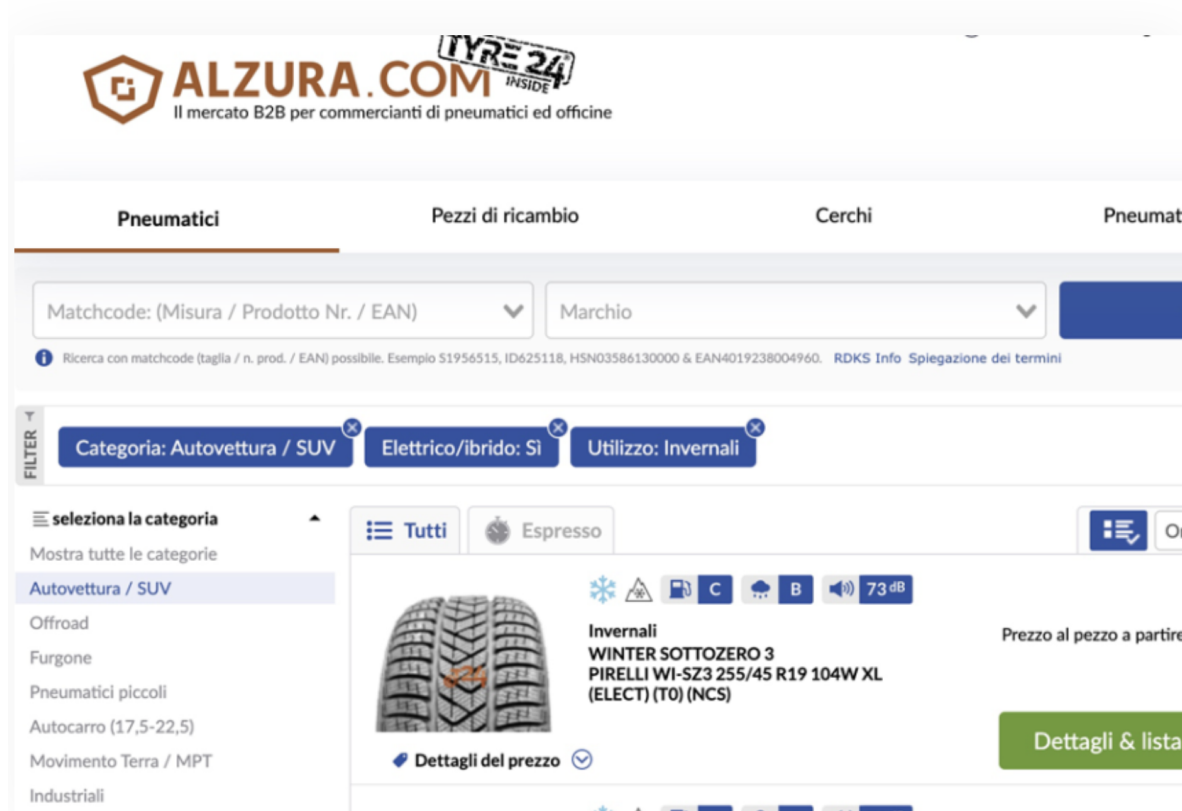 TYRE 24
INSIDE
ALZURA.COM
Il mercato B2B per commercianti di pneumatici ed officine
Pneumatici
Pezzi di ricambio
Cerchi
Pneumat
Matchcode: (Misura / Prodotto Nr. / EAN)
Marchio
Ricerca con matchcode (taglia / n. prod. / EAN) possibile. Esempio S1956515, ID625118, HSN03586130000 & EAN4019238004960. RDKS Info Spiegazione dei termini
FILTER
Categoria: Autovettura / SUV
Elettrico/ibrido: Sì
Utilizzo: Invernali
seleziona la categoria
Mostra tutte le categorie
Autovettura / SUV
Offroad
Furgone
Pneumatici piccoli
Autocarro (17,5-22,5)
Movimento Terra / MPT
Industriali
Tutti
Espresso
C
B
73 dB
Invernali
WINTER SOTTOZERO 3
PIRELLI WI-SZ3 255/45 R19 104W XL
(ELECT) (T0) (NCS)
Dettagli del prezzo
Prezzo al pezzo a partire
Dettagli & lista